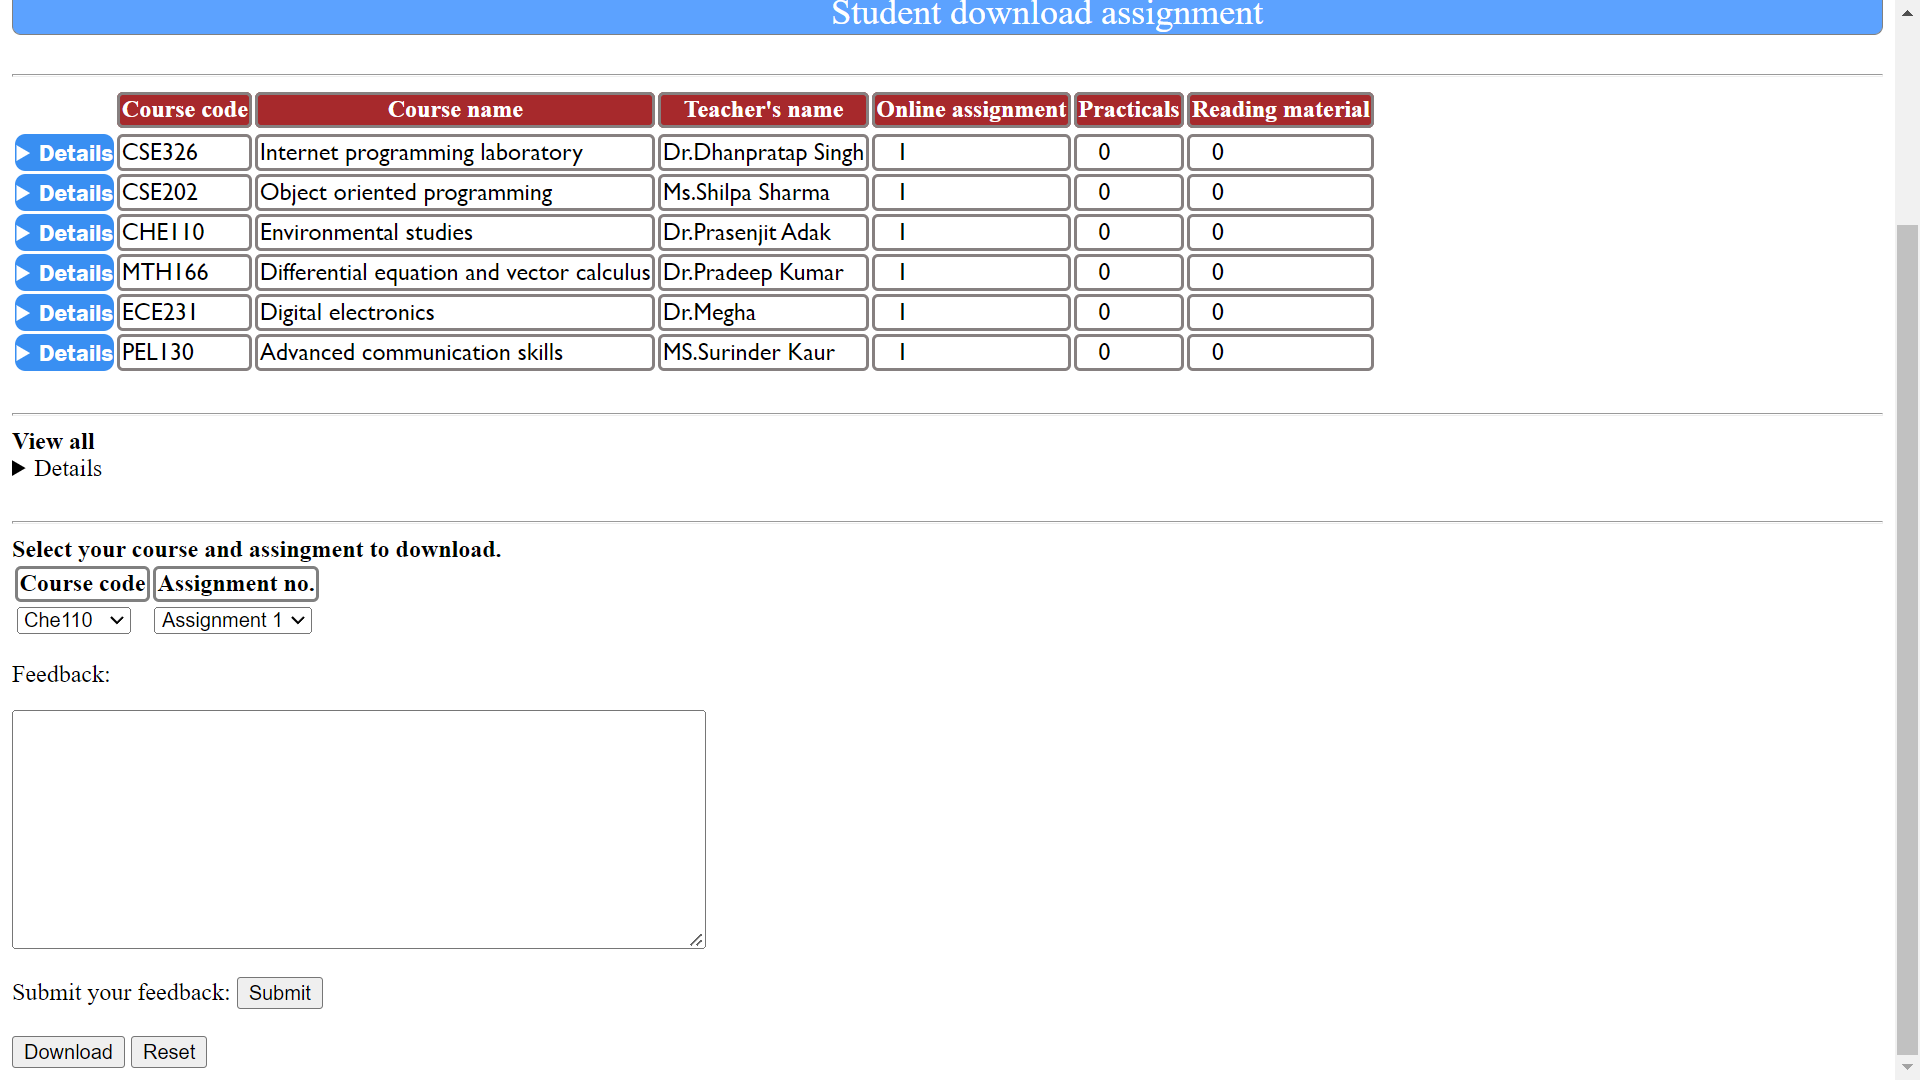 Student download assignment
Course code Course name Teacher's name Online assignment Practicals Reading material
Details CSE326 Internet programming laboratory Dr.Dhanpratap Singh 1 0 0
Details CSE202 Object oriented programming Ms.Shilpa Sharma 1 0 0
Details CHE110 Environmental studies Dr.Prasenjit Adak 1 0 0
Details MTH166 Differential equation and vector calculus Dr.Pradeep Kumar 1 0 0
Details ECE231 Digital electronics Dr.Megha 1 0 0
Details PEL130 Advanced communication skills MS.Surinder Kaur 1 0 0
View all
Details
Select your course and assingment to download.
Course code Assignment no.
Che110 Assignment 1
Feedback:
Submit your feedback: Submit
Download Reset